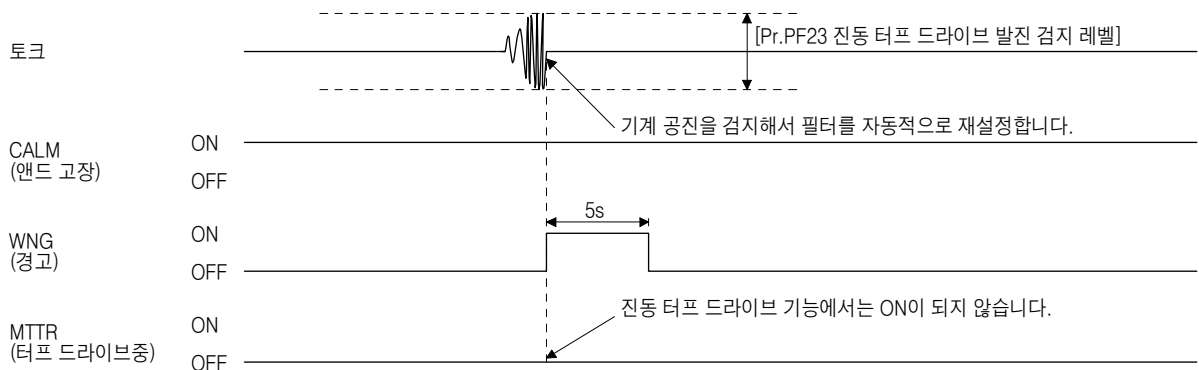 토크
[Pr.PF23 진동 터프 드라이브 발진 검지 레벨]
기계 공진을 검지해서 필터를 자동적으로 재설정합니다.
CALM
(앤드 고장)
ON
OFF
5s
WNG
(경고)
ON
OFF
진동 터프 드라이브 기능에서는 ON이 되지 않습니다.
MTTR
(터프 드라이브중)
ON
OFF